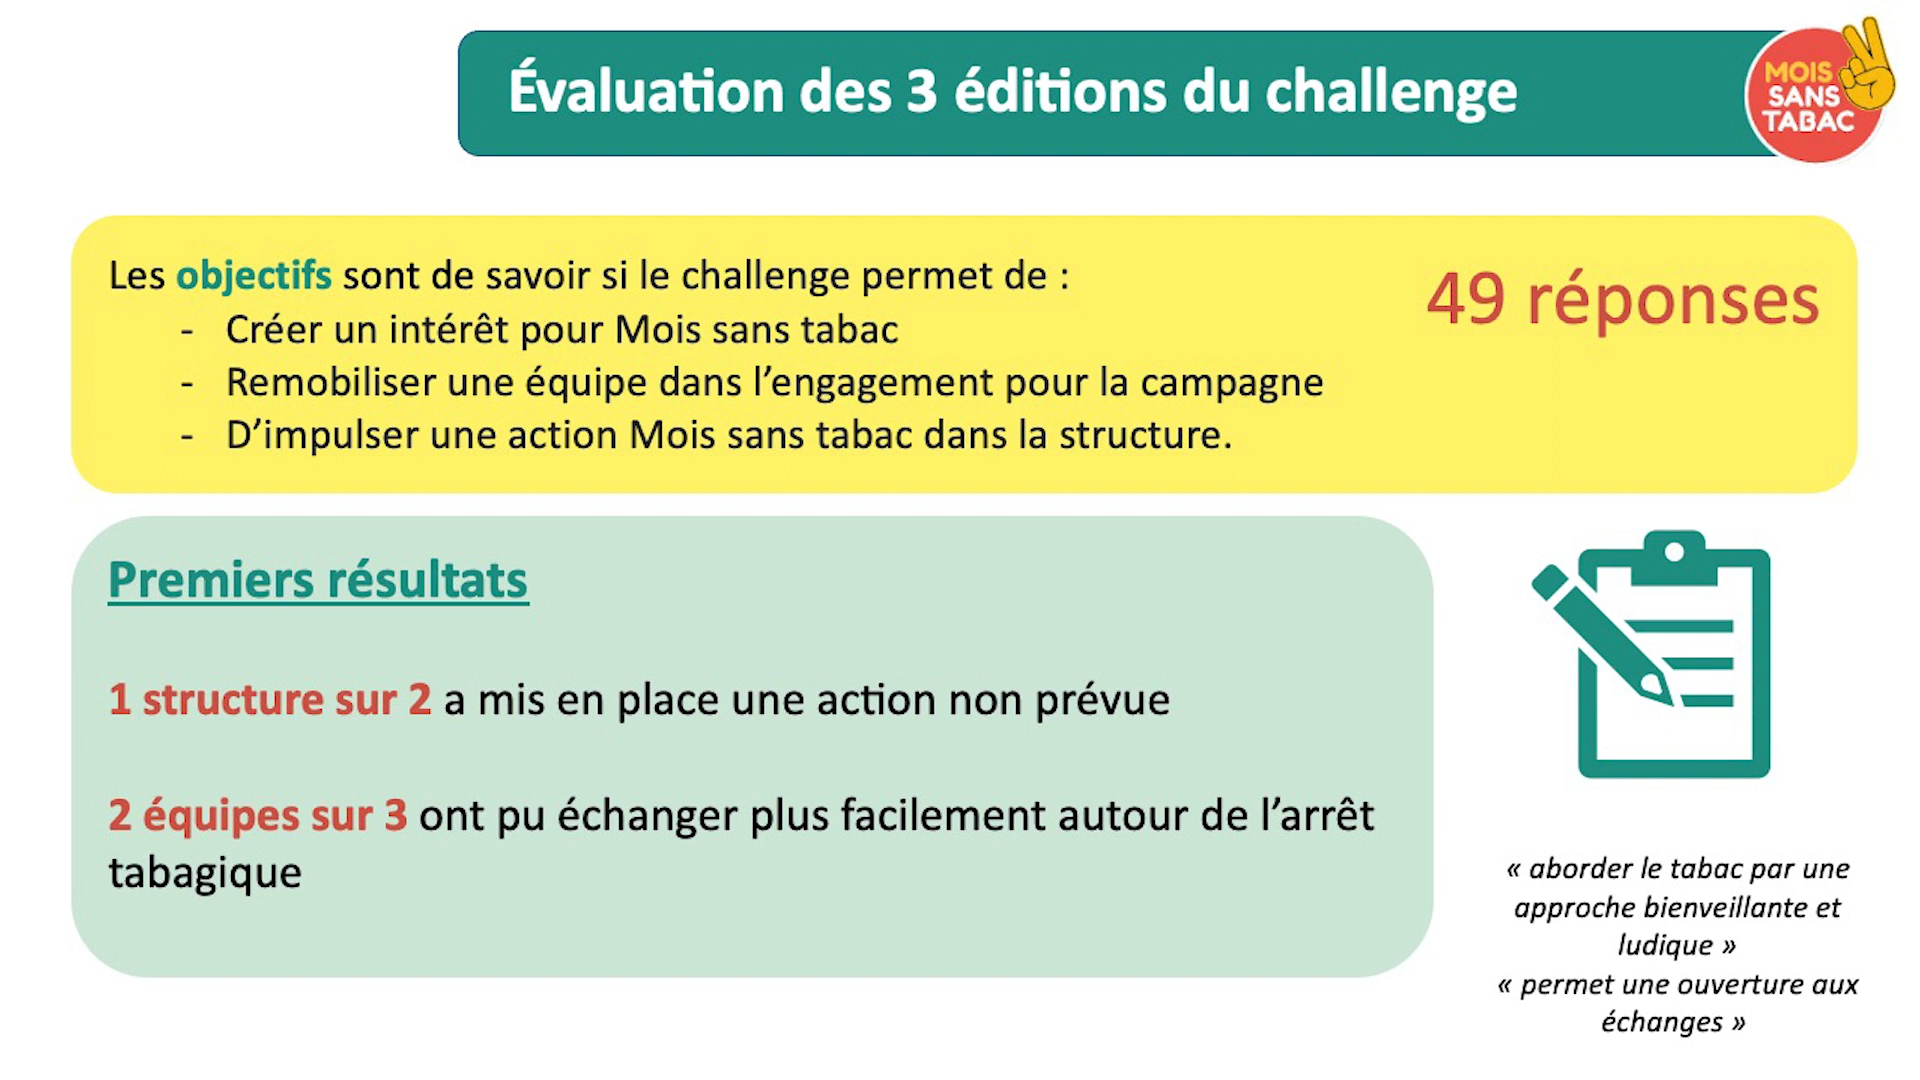 Évaluation des 3 éditions du challenge
MOIS
SANS
TABAC
Les objectifs sont de savoir si le challenge permet de :
- Créer un intérêt pour Mois sans tabac
- Remobiliser une équipe dans l’engagement pour la campagne
- D’impulser une action Mois sans tabac dans la structure.
49 réponses
Premiers résultats
1 structure sur 2 a mis en place une action non prévue
2 équipes sur 3 ont pu échanger plus facilement autour de l’arrêt
tabagique
« aborder le tabac par une
approche bienveillante et
ludique »
« permet une ouverture aux
échanges »